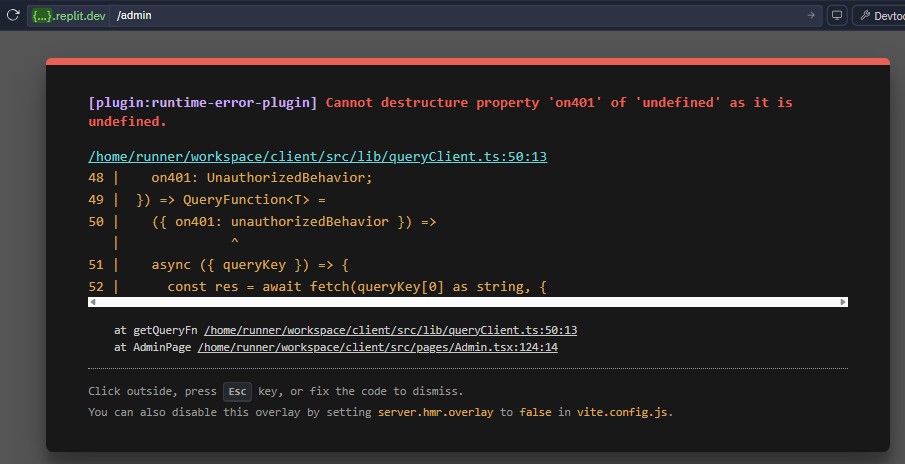 {...}.replit.dev /admin Devtoo
[plugin:runtime-error-plugin] Cannot destructure property 'on401' of 'undefined' as it is
undefined.
/home/runner/workspace/client/src/lib/queryClient.ts:50:13
48 |    on401: UnauthorizedBehavior;
49 |  }) => QueryFunction<T> =
50 |    ({ on401: unauthorizedBehavior }) =>
   |              ^
51 |    async ({ queryKey }) => {
52 |      const res = await fetch(queryKey[0] as string, {
at getQueryFn /home/runner/workspace/client/src/lib/queryClient.ts:50:13
at AdminPage /home/runner/workspace/client/src/pages/Admin.tsx:124:14
Click outside, press Esc key, or fix the code to dismiss.
You can also disable this overlay by setting server.hmr.overlay to false in vite.config.js.